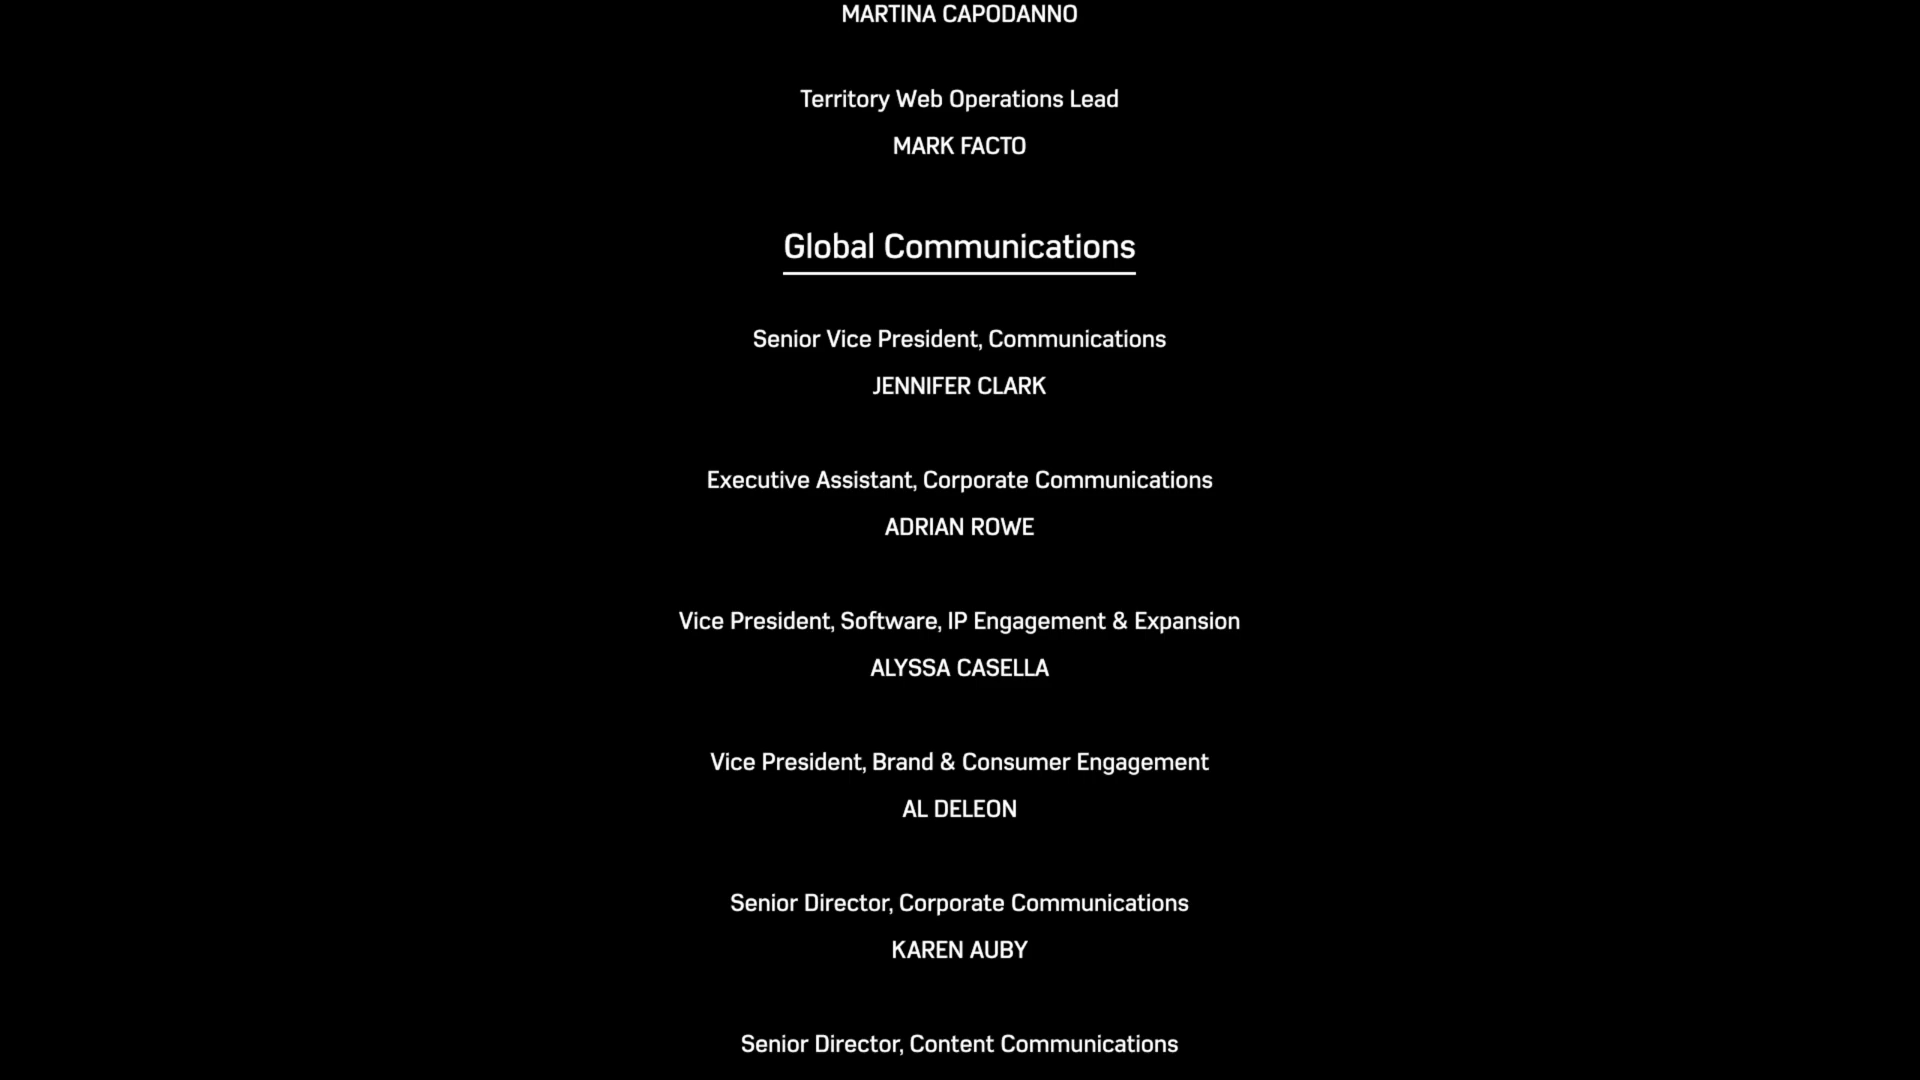 MARTINA CAPODANNO
Territory Web Operations Lead
MARK FACTO
Global Communications
Senior Vice President, Communications
JENNIFER CLARK
Executive Assistant, Corporate Communications
ADRIAN ROWE
Vice President, Software, IP Engagement & Expansion
ALYSSA CASELLA
Vice President, Brand & Consumer Engagement
AL DELEON
Senior Director, Corporate Communications
KAREN AUBY
Senior Director, Content Communications